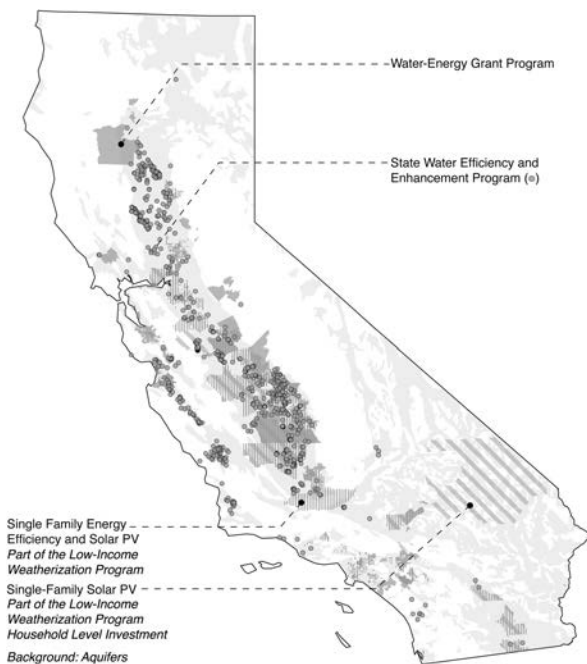 Water-Energy Grant Program
State Water Efficiency and
Enhancement Program (o)
Single Family Energy
Efficiency and Solar PV
Part of the Low-Income
Weatherization Program
Single-Family Solar PV
Part of the Low-Income
Weatherization Program
Household Level Investment
Background: Aquifers